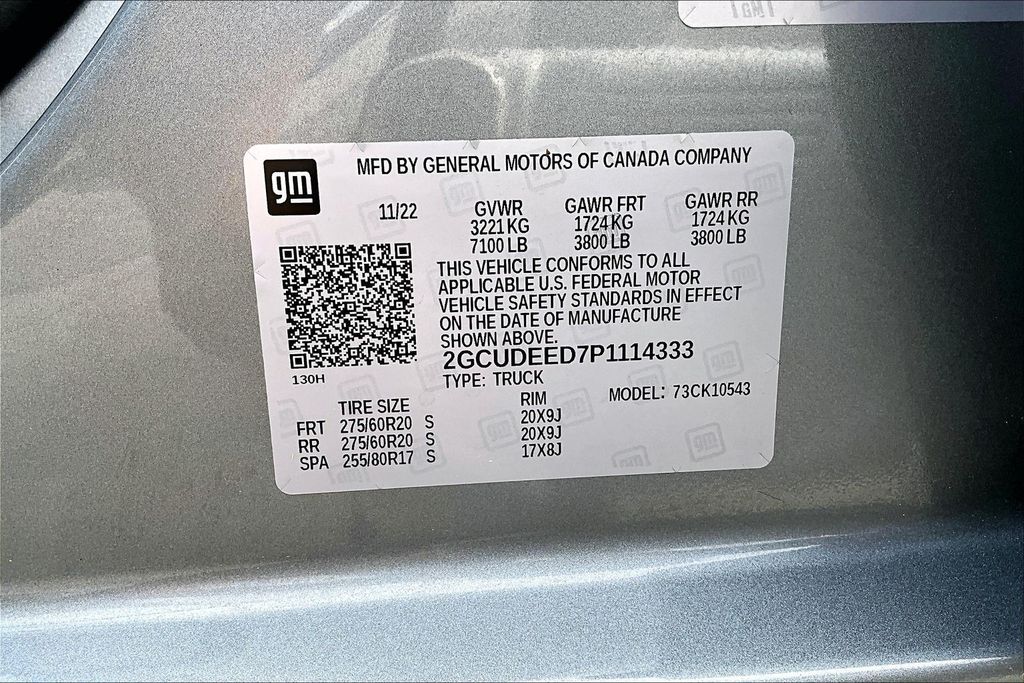 MFD BY GENERAL MOTORS OF CANADA COMPANY
gm
11/22
GVWR GAWR FRT GAWR RR
3221 KG 1724 KG 1724 KG
7100 LB 3800 LB 3800 LB
THIS VEHICLE CONFORMS TO ALL
APPLICABLE U.S. FEDERAL MOTOR
VEHICLE SAFETY STANDARDS IN EFFECT
ON THE DATE OF MANUFACTURE
SHOWN ABOVE.
2GCUDEED7P1114333
130H
TYPE: TRUCK
MODEL: 73CK10543
TIRE SIZE RIM
FRT 275/60R20 S 20X9J
RR 275/60R20 S 20X9J
SPA 255/80R17 S 17X8J